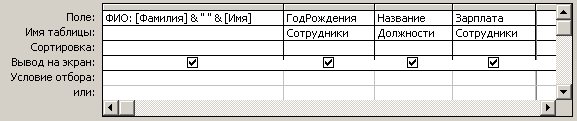 Поле: ФИО: [Фамилия] & " " & [Имя] ГодРождения Название Зарплата
Имя таблицы: Сотрудники Должности Сотрудники
Сортировка:
Вывод на экран:
Условие отбора:
или: